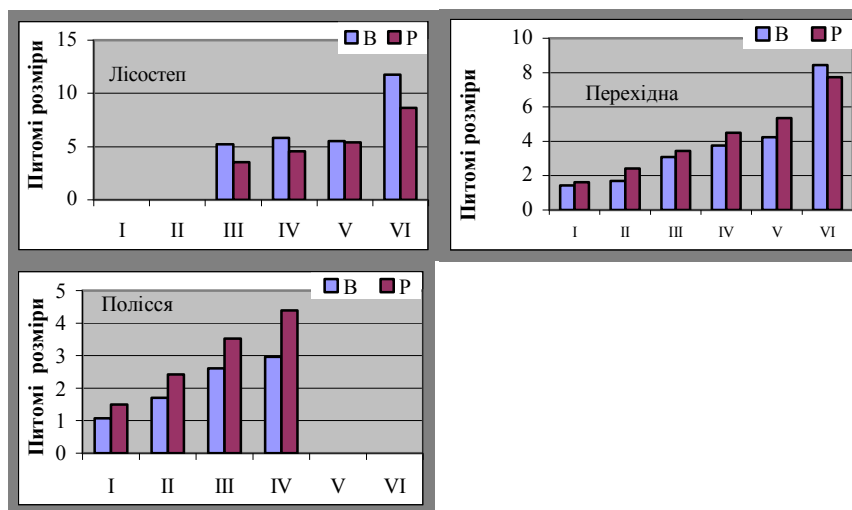 15
10
5
0
Питомі розміри
Лісостеп
В Р
I II III IV V VI
10
8
6
4
2
0
Питомі розміри
Перехідна
В Р
I II III IV V VI
5
4
3
2
1
0
Питомі розміри
Полісся
В Р
I II III IV V VI